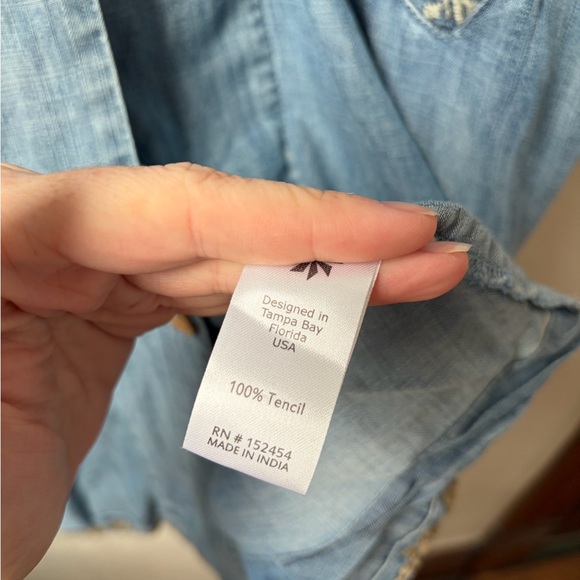 Designed in
Tampa Bay
Florida
USA
100% Tencil
RN # 152454
MADE IN INDIA